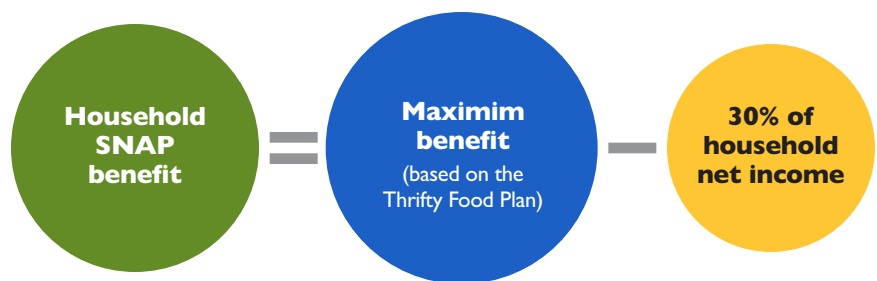 Household
SNAP
benefit
=
Maximim
benefit
(based on the
Thrifty Food Plan)
—
30% of
household
net income